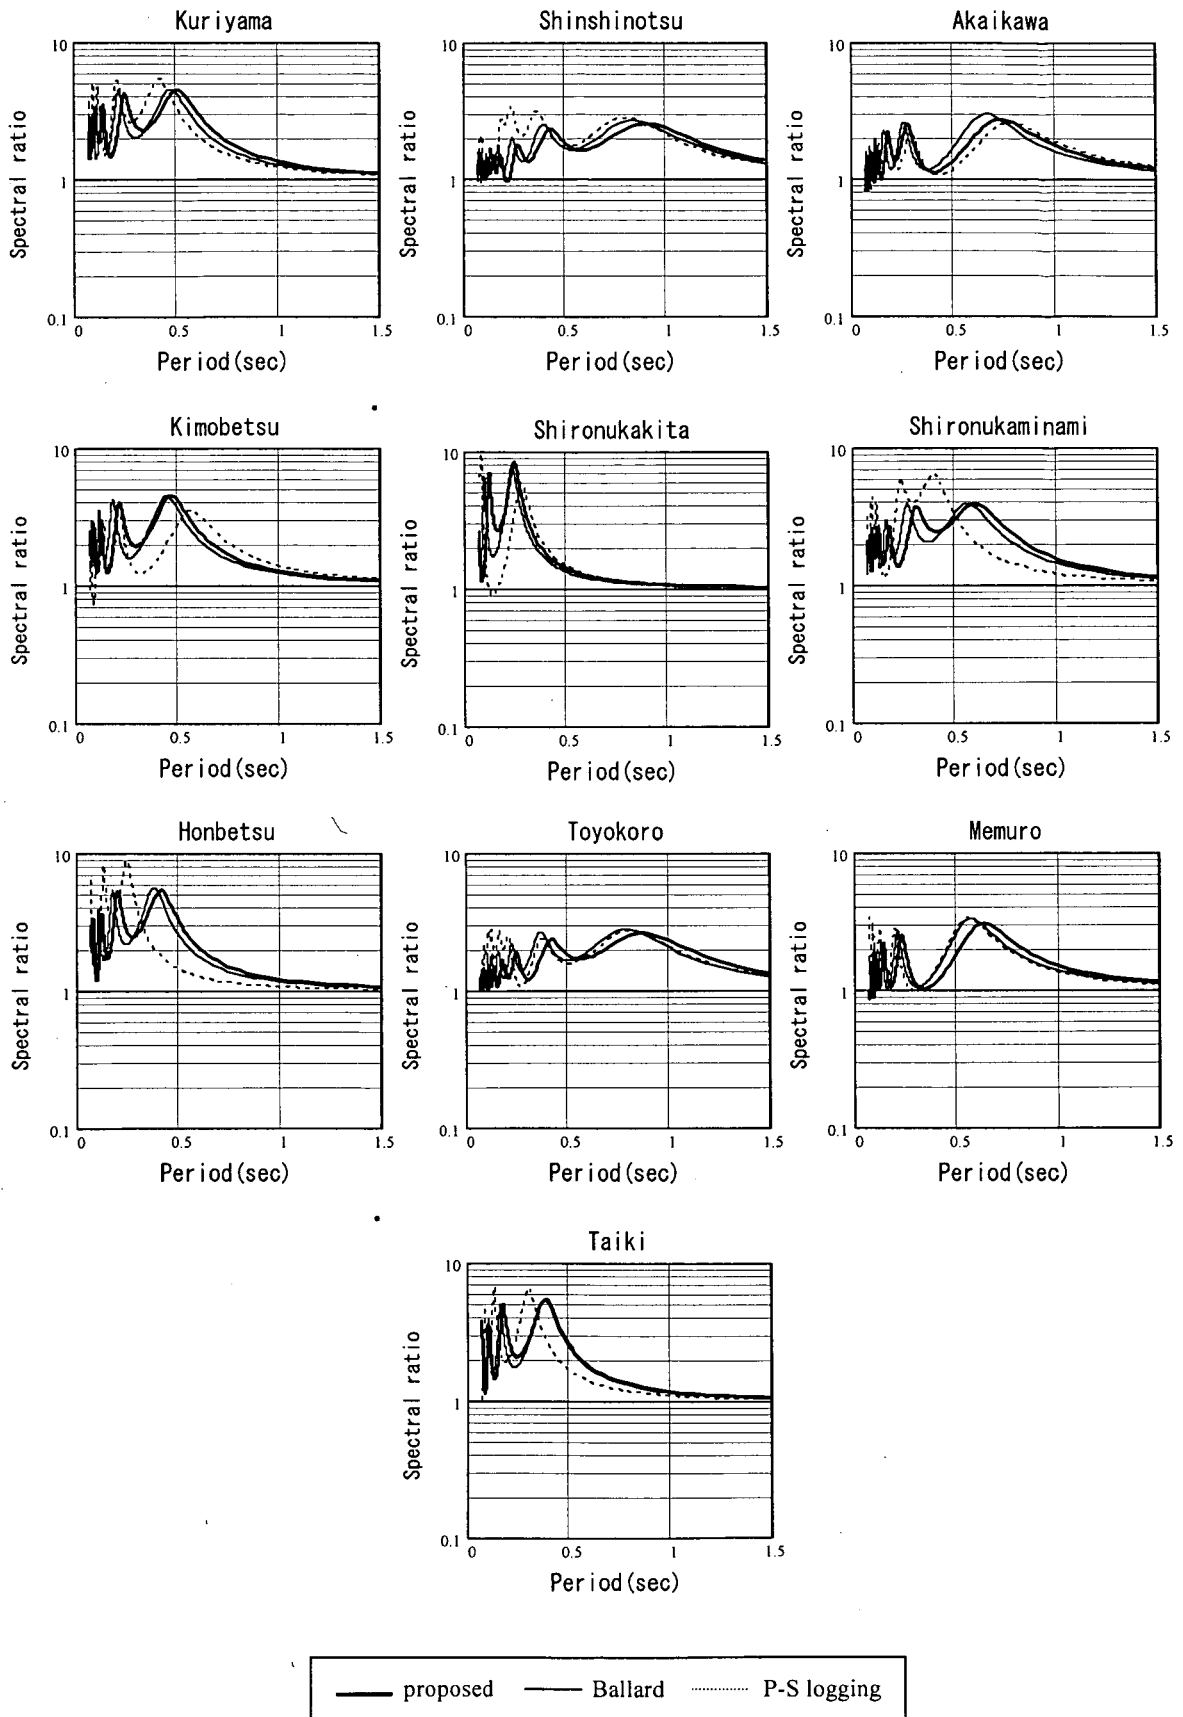 Kuriyama Shinshinotsu Akaikawa
10 10 10
Spectral ratio Spectral ratio Spectral ratio
1 1 1
0.1 0.1 0.1
0 0.5 1 1.5 0 0.5 1 1.5 0 0.5 1 1.5
Period(sec) Period(sec) Period(sec)
Kimobetsu Shironukakita Shironukaminami
10 10 10
Spectral ratio Spectral ratio Spectral ratio
1 1 1
0.1 0.1 0.1
0 0.5 1 1.5 0 0.5 1 1.5 0 0.5 1 1.5
Period(sec) Period(sec) Period(sec)
Honbetsu Toyokoro Memuro
10 10 10
Spectral ratio Spectral ratio Spectral ratio
1 1 1
0.1 0.1 0.1
0 0.5 1 1.5 0 0.5 1 1.5 0 0.5 1 1.5
Period(sec) Period(sec) Period(sec)
Taiki
10
Spectral ratio
1
0.1
0 0.5 1 1.5
Period(sec)
proposed Ballard P-S logging